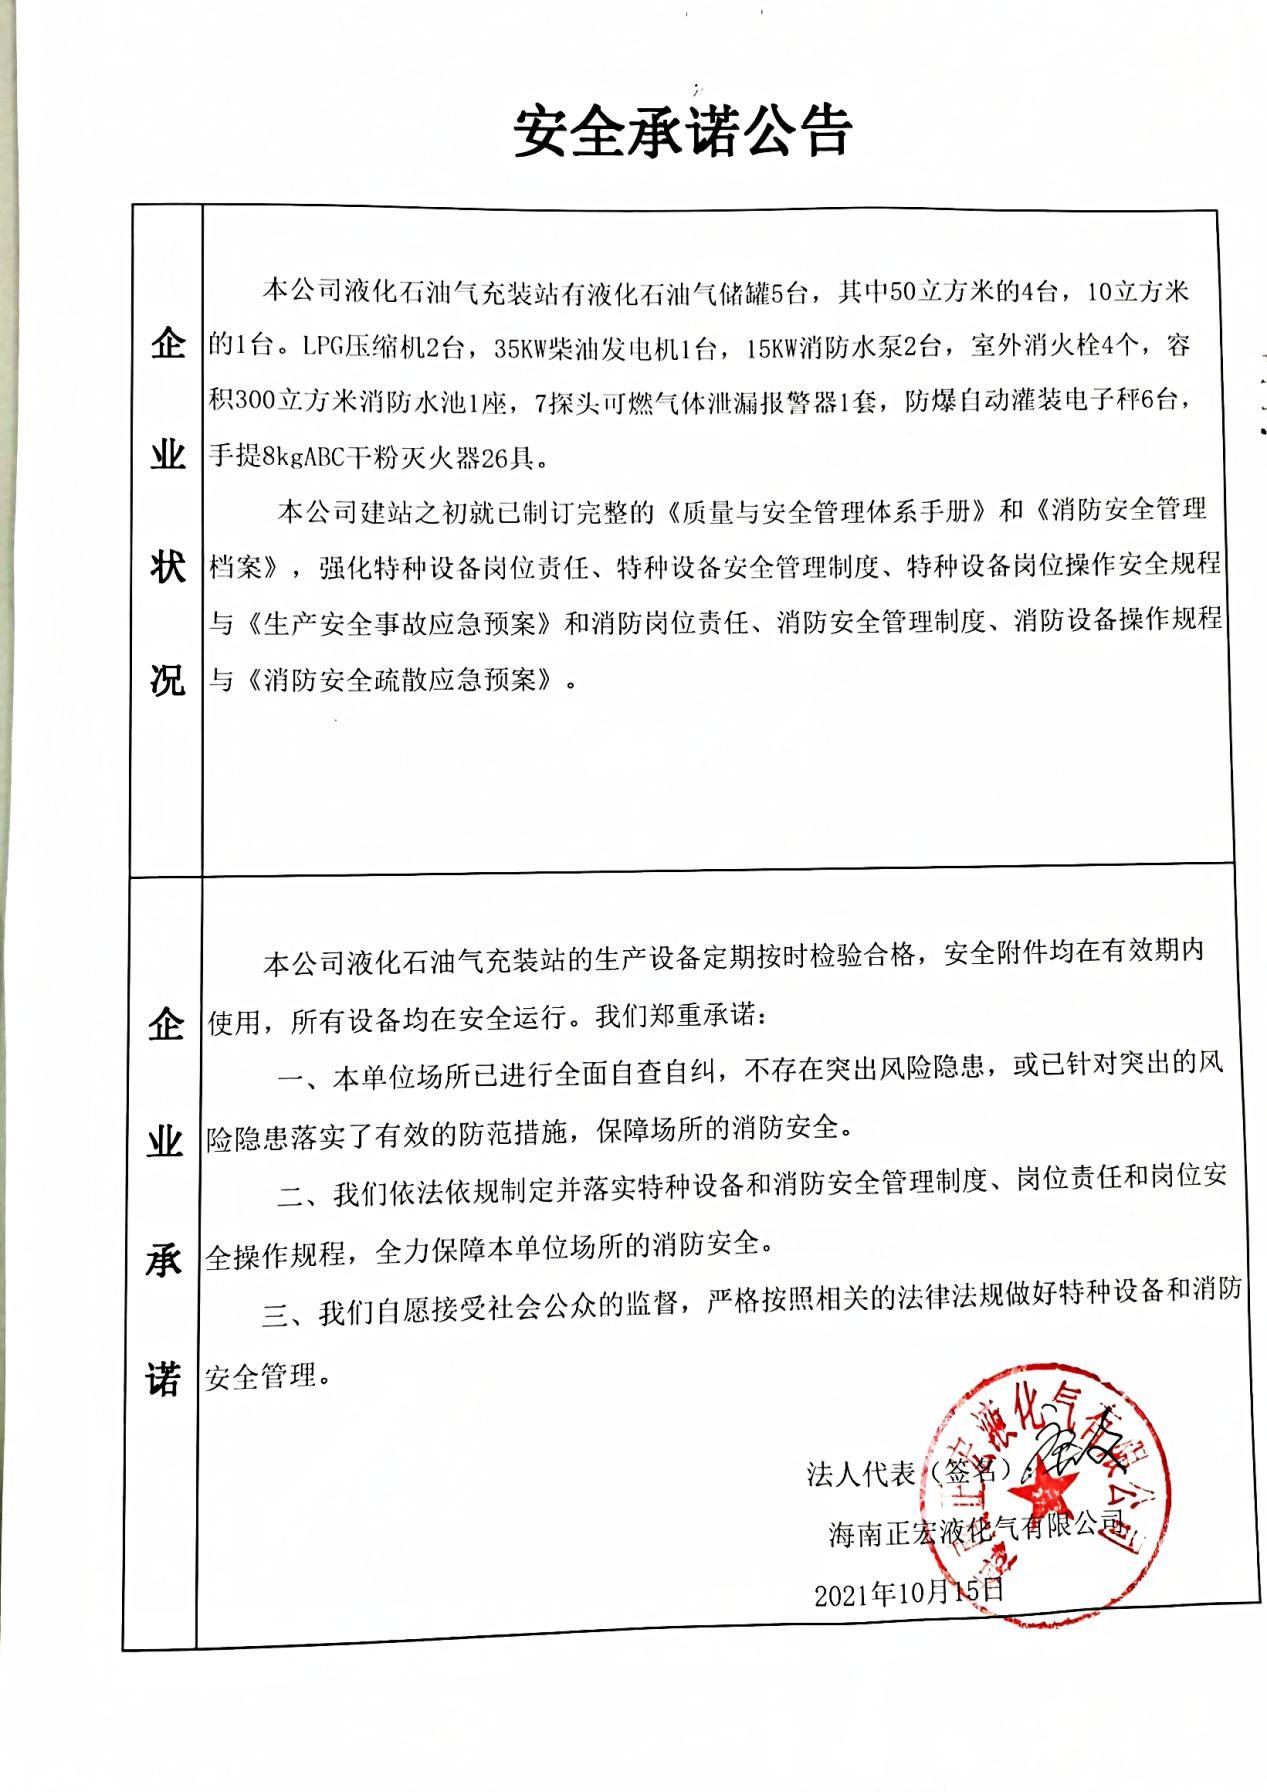 安全承诺公告
企业状况
本公司液化石油气充装站有液化石油气储罐5台，其中50立方米的4台，10立方米
的1台。LPG压缩机2台，35KW柴油发电机1台，15KW消防水泵2台，室外消火栓4个，容
积300立方米消防水池1座，7探头可燃气体泄漏报警器1套，防爆自动灌装电子秤6台，
手提8kgABC干粉灭火器26具。
本公司建站之初就已制订完整的《质量与安全管理体系手册》和《消防安全管理
档案》，强化特种设备岗位责任、特种设备安全管理制度、特种设备岗位操作安全规程
与《生产安全事故应急预案》和消防岗位责任、消防安全管理制度、消防设备操作规程
与《消防安全疏散应急预案》。
企业承诺
本公司液化石油气充装站的生产设备定期按时检验合格，安全附件均在有效期内
使用，所有设备均在安全运行。我们郑重承诺：
一、本单位场所已进行全面自查自纠，不存在突出风险隐患，或已针对突出的风
险隐患落实了有效的防范措施，保障场所的消防安全。
二、我们依法依规制定并落实特种设备和消防安全管理制度、岗位责任和岗位安
全操作规程，全力保障本单位场所的消防安全。
三、我们自愿接受社会公众的监督，严格按照相关的法律法规做好特种设备和消防
安全管理。
法人代表（签名）：
海南正宏液化气有限公司
2021年10月15日
海南正宏液化气有限公司